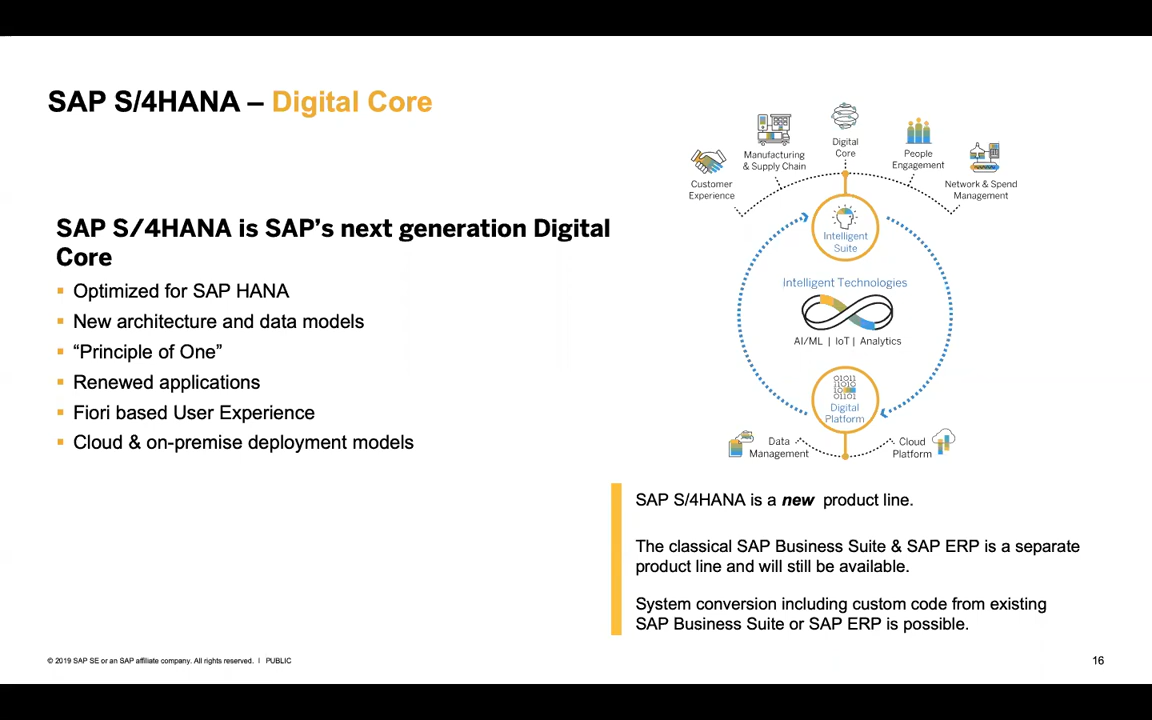 SAP S/4HANA – Digital Core
SAP S/4HANA is SAP's next generation Digital
Core
▪ Optimized for SAP HANA
▪ New architecture and data models
▪ “Principle of One”
▪ Renewed applications
▪ Fiori based User Experience
▪ Cloud & on-premise deployment models
Customer
Experience
Manufacturing
& Supply Chain
Digital
Core
People
Engagement
Network & Spend
Management
Intelligent
Suite
Intelligent Technologies
AI/ML | IoT | Analytics
01011
11010
01101
Digital
Platform
Data
Management
Cloud
Platform
SAP S/4HANA is a new product line.
The classical SAP Business Suite & SAP ERP is a separate
product line and will still be available.
System conversion including custom code from existing
SAP Business Suite or SAP ERP is possible.
© 2019 SAP SE or an SAP affiliate company. All rights reserved. | PUBLIC
16